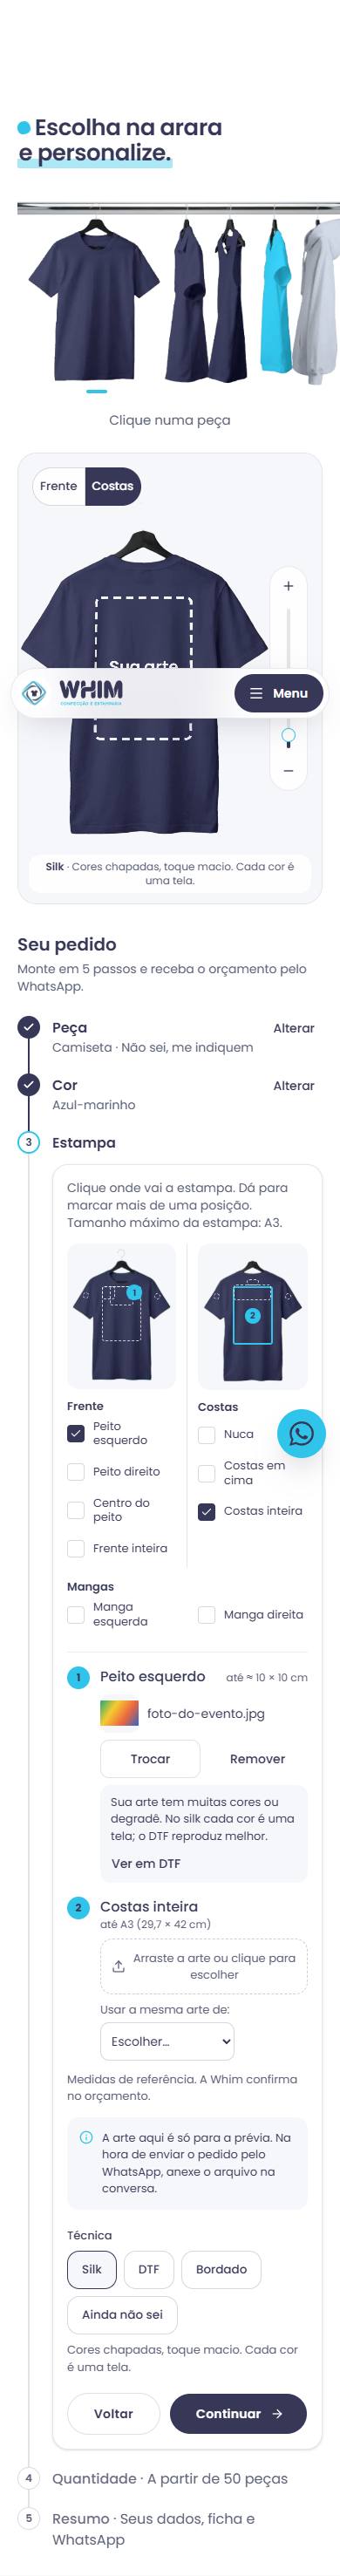 Escolha na arara
e personalize.
Clique numa peça
Frente
Costas
+
Sua arte
WHIM
CONFECÇÃO E ESTAMPARIA
Menu
−
Silk · Cores chapadas, toque macio. Cada cor é
uma tela.
Seu pedido
Monte em 5 passos e receba o orçamento pelo
WhatsApp.
Peça
Alterar
Camiseta · Não sei, me indiquem
Cor
Alterar
Azul-marinho
3
Estampa
Clique onde vai a estampa. Dá para
marcar mais de uma posição.
Tamanho máximo da estampa: A3.
1
2
Frente
Peito
esquerdo
Peito direito
Centro do
peito
Frente inteira
Costas
Nuca
Costas em
cima
Costas inteira
Mangas
Manga
esquerda
Manga direita
1
Peito esquerdo
até ≈ 10 × 10 cm
foto-do-evento.jpg
Trocar
Remover
Sua arte tem muitas cores ou
degradê. No silk cada cor é uma
tela; o DTF reproduz melhor.
Ver em DTF
2
Costas inteira
até A3 (29,7 × 42 cm)
Arraste a arte ou clique para
escolher
Usar a mesma arte de:
Escolher...
Medidas de referência. A Whim confirma
no orçamento.
A arte aqui é só para a prévia. Na
hora de enviar o pedido pelo
WhatsApp, anexe o arquivo na
conversa.
Técnica
Silk
DTF
Bordado
Ainda não sei
Cores chapadas, toque macio. Cada cor
é uma tela.
Voltar
Continuar
4
Quantidade · A partir de 50 peças
5
Resumo · Seus dados, ficha e
WhatsApp